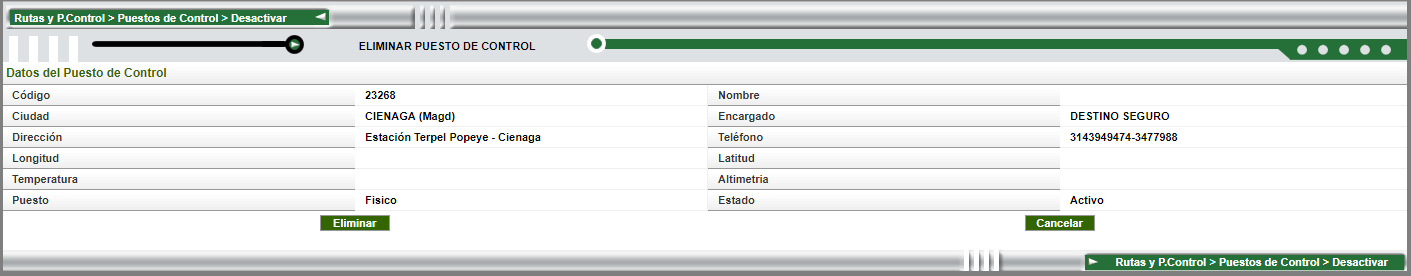 Rutas y P.Control > Puestos de Control > Desactivar
ELIMINAR PUESTO DE CONTROL
Datos del Puesto de Control
Código 23268 Nombre
Ciudad CIENAGA (Magd) Encargado DESTINO SEGURO
Dirección Estación Terpel Popeye - Cienaga Teléfono 3143949474-3477988
Longitud Latitud
Temperatura Altimetria
Puesto Fisico Estado Activo
Eliminar Cancelar
Rutas y P.Control > Puestos de Control > Desactivar